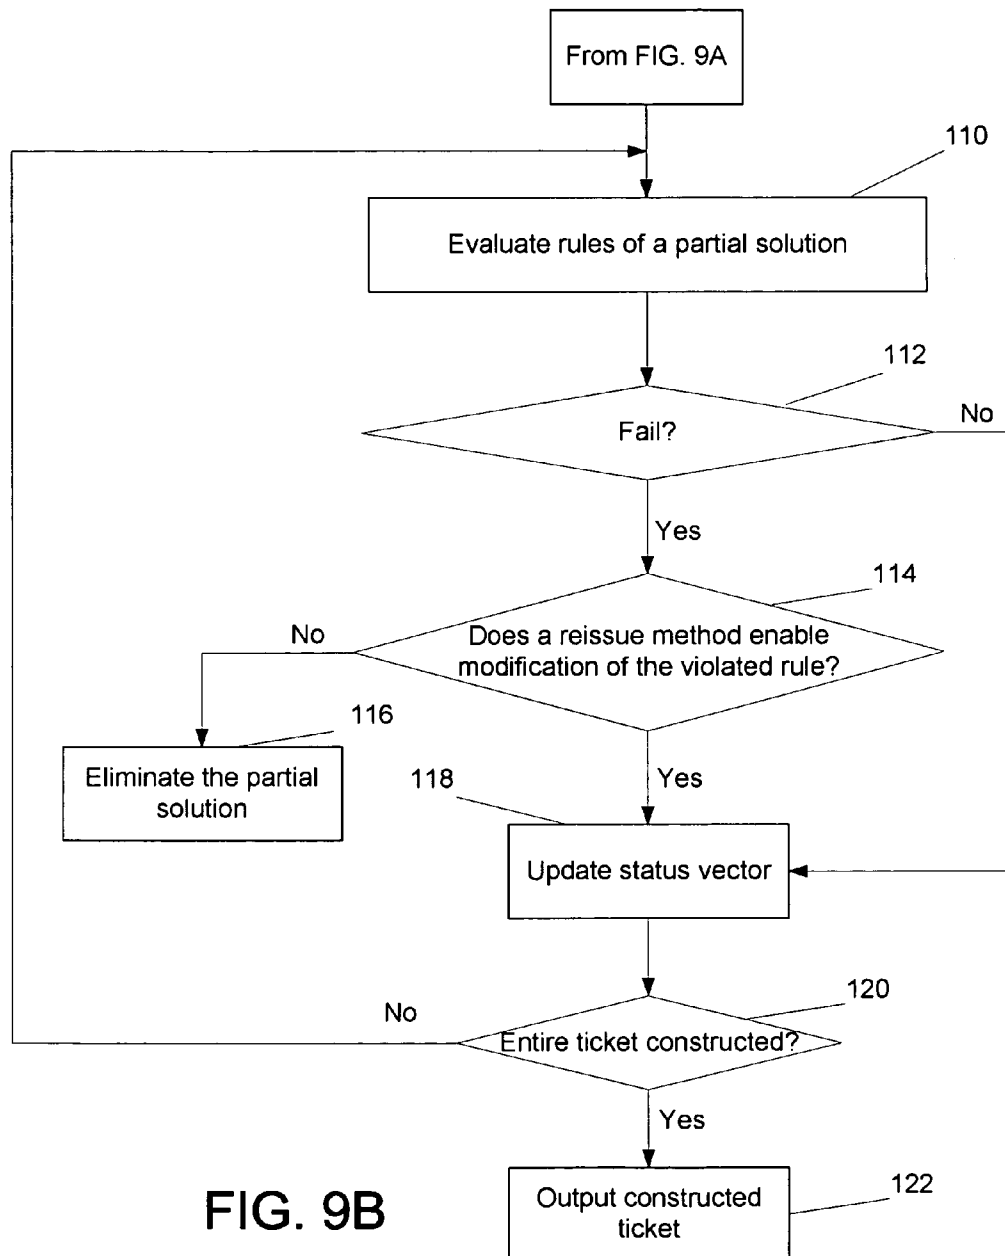 From FIG. 9A
110
Evaluate rules of a partial solution
112
Fail?
No
Yes
114
Does a reissue method enable
modification of the violated rule?
No
116
Eliminate the partial
solution
Yes
118
Update status vector
120
Entire ticket constructed?
No
Yes
Output constructed
ticket
122
FIG. 9B